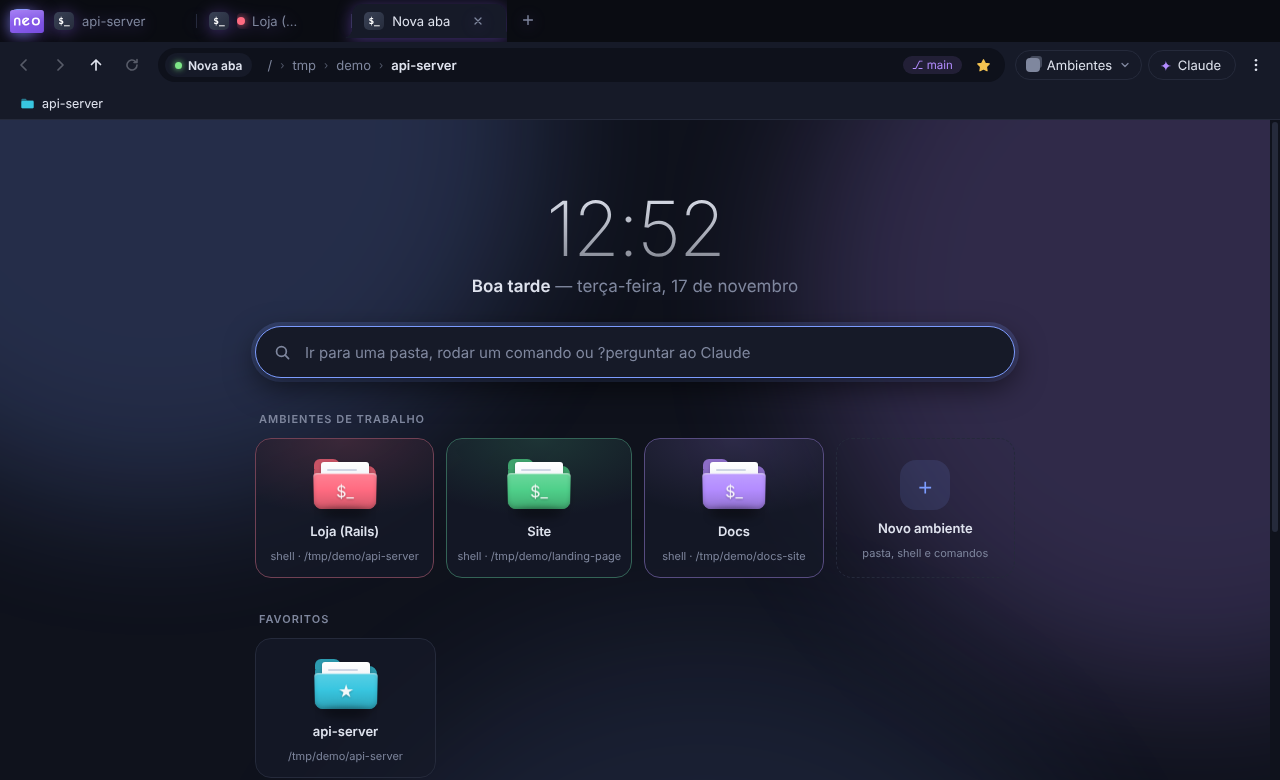 neo $_ api-server $_ Loja (... $_ Nova aba × +
Nova aba / › tmp › demo › api-server main Ambientes Claude
api-server
12:52
Boa tarde — terça-feira, 17 de novembro
Ir para uma pasta, rodar um comando ou ?perguntar ao Claude
AMBIENTES DE TRABALHO
$_ $_ $_ +
Loja (Rails) Site Docs Novo ambiente
shell · /tmp/demo/api-server shell · /tmp/demo/landing-page shell · /tmp/demo/docs-site pasta, shell e comandos
FAVORITOS
api-server
/tmp/demo/api-server